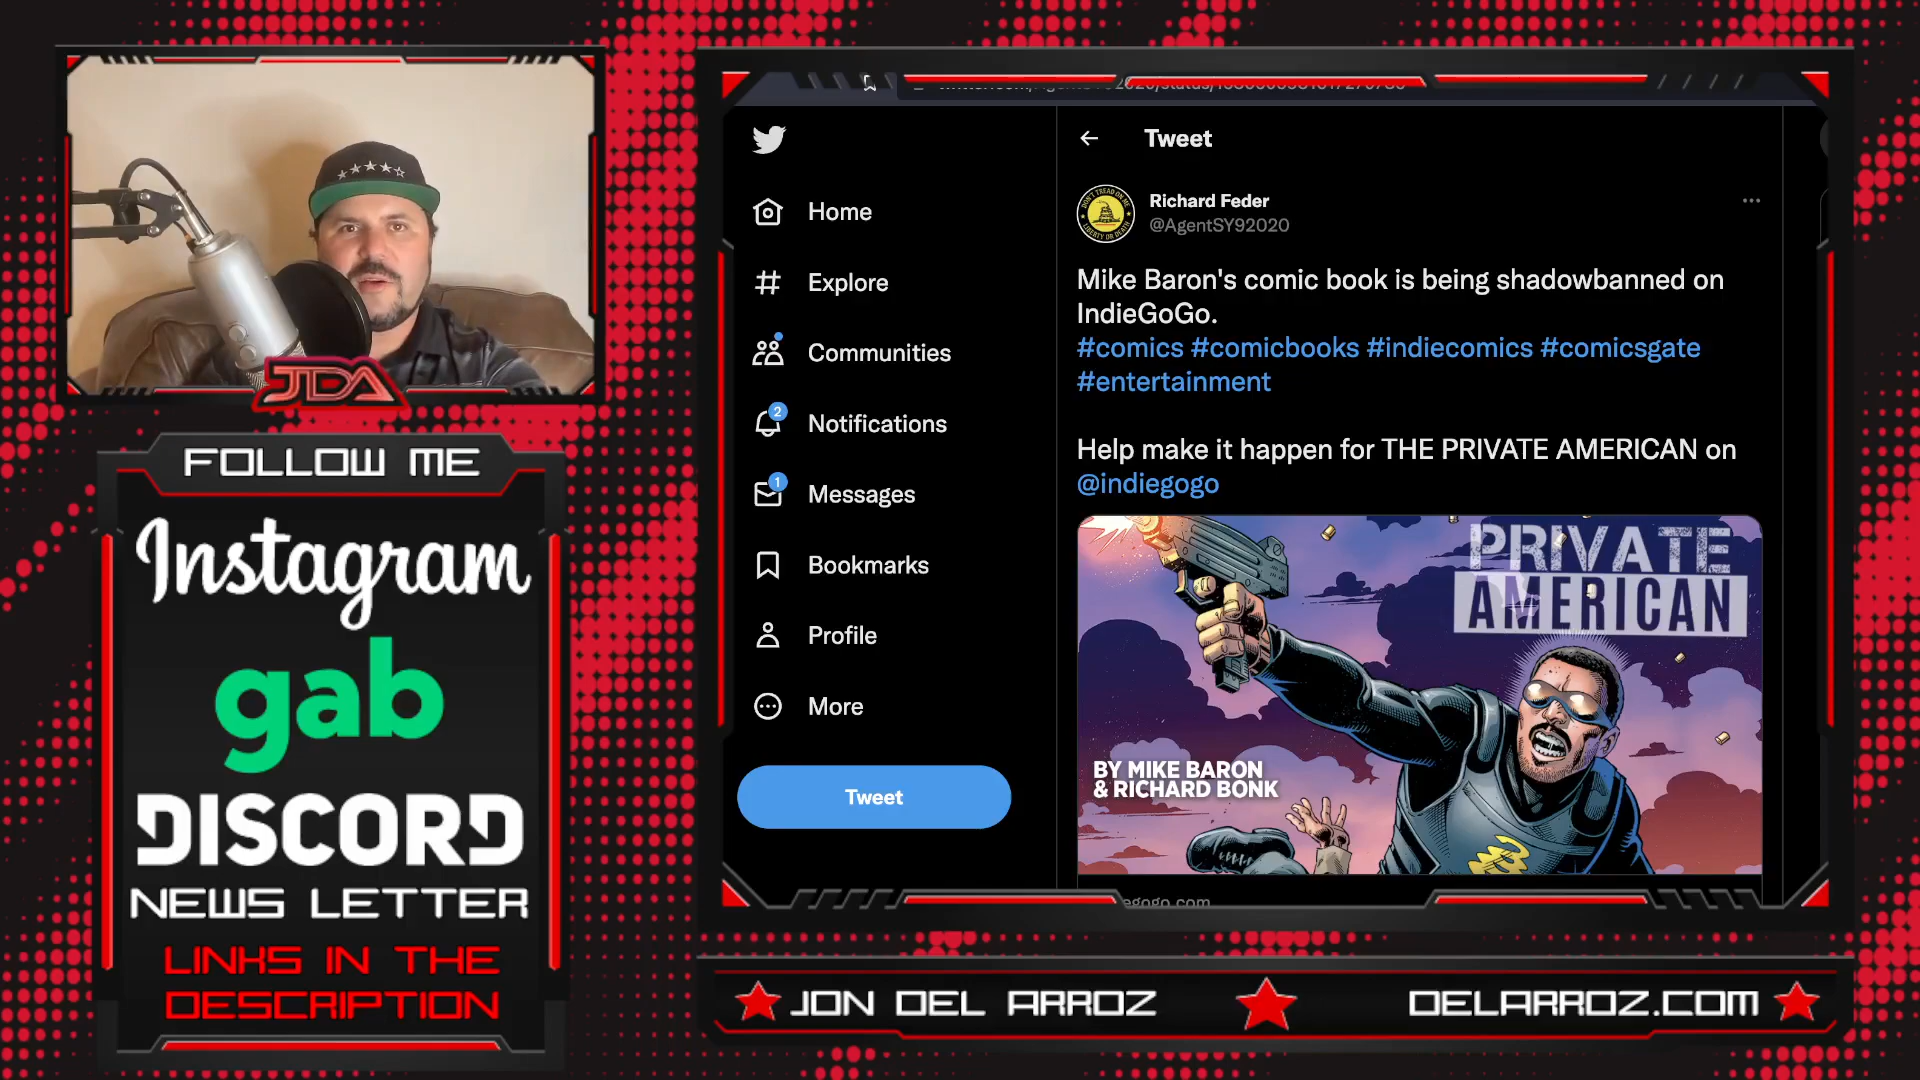 JDA
FOLLOW ME
Instagram
gab
DISCORD
NEWS LETTER
LINKS IN THE
DESCRIPTION
Home
Explore
Communities
2
Notifications
1
Messages
Bookmarks
Profile
More
Tweet
Tweet
Richard Feder
@AgentSY92020
Mike Baron's comic book is being shadowbanned on
IndieGoGo.
#comics #comicbooks #indiecomics #comicsgate
#entertainment
Help make it happen for THE PRIVATE AMERICAN on
@indiegogo
PRIVATE
AMERICAN
BY MIKE BARON
& RICHARD BONK
JON DEL ARROZ
DELARROZ.COM